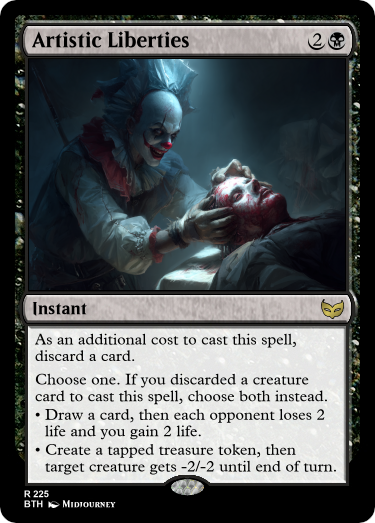 Artistic Liberties 2
Instant
As an additional cost to cast this spell,
discard a card.
Choose one. If you discarded a creature
card to cast this spell, choose both instead.
• Draw a card, then each opponent loses 2
life and you gain 2 life.
• Create a tapped treasure token, then
target creature gets -2/-2 until end of turn.
R 225
BTH Midjourney